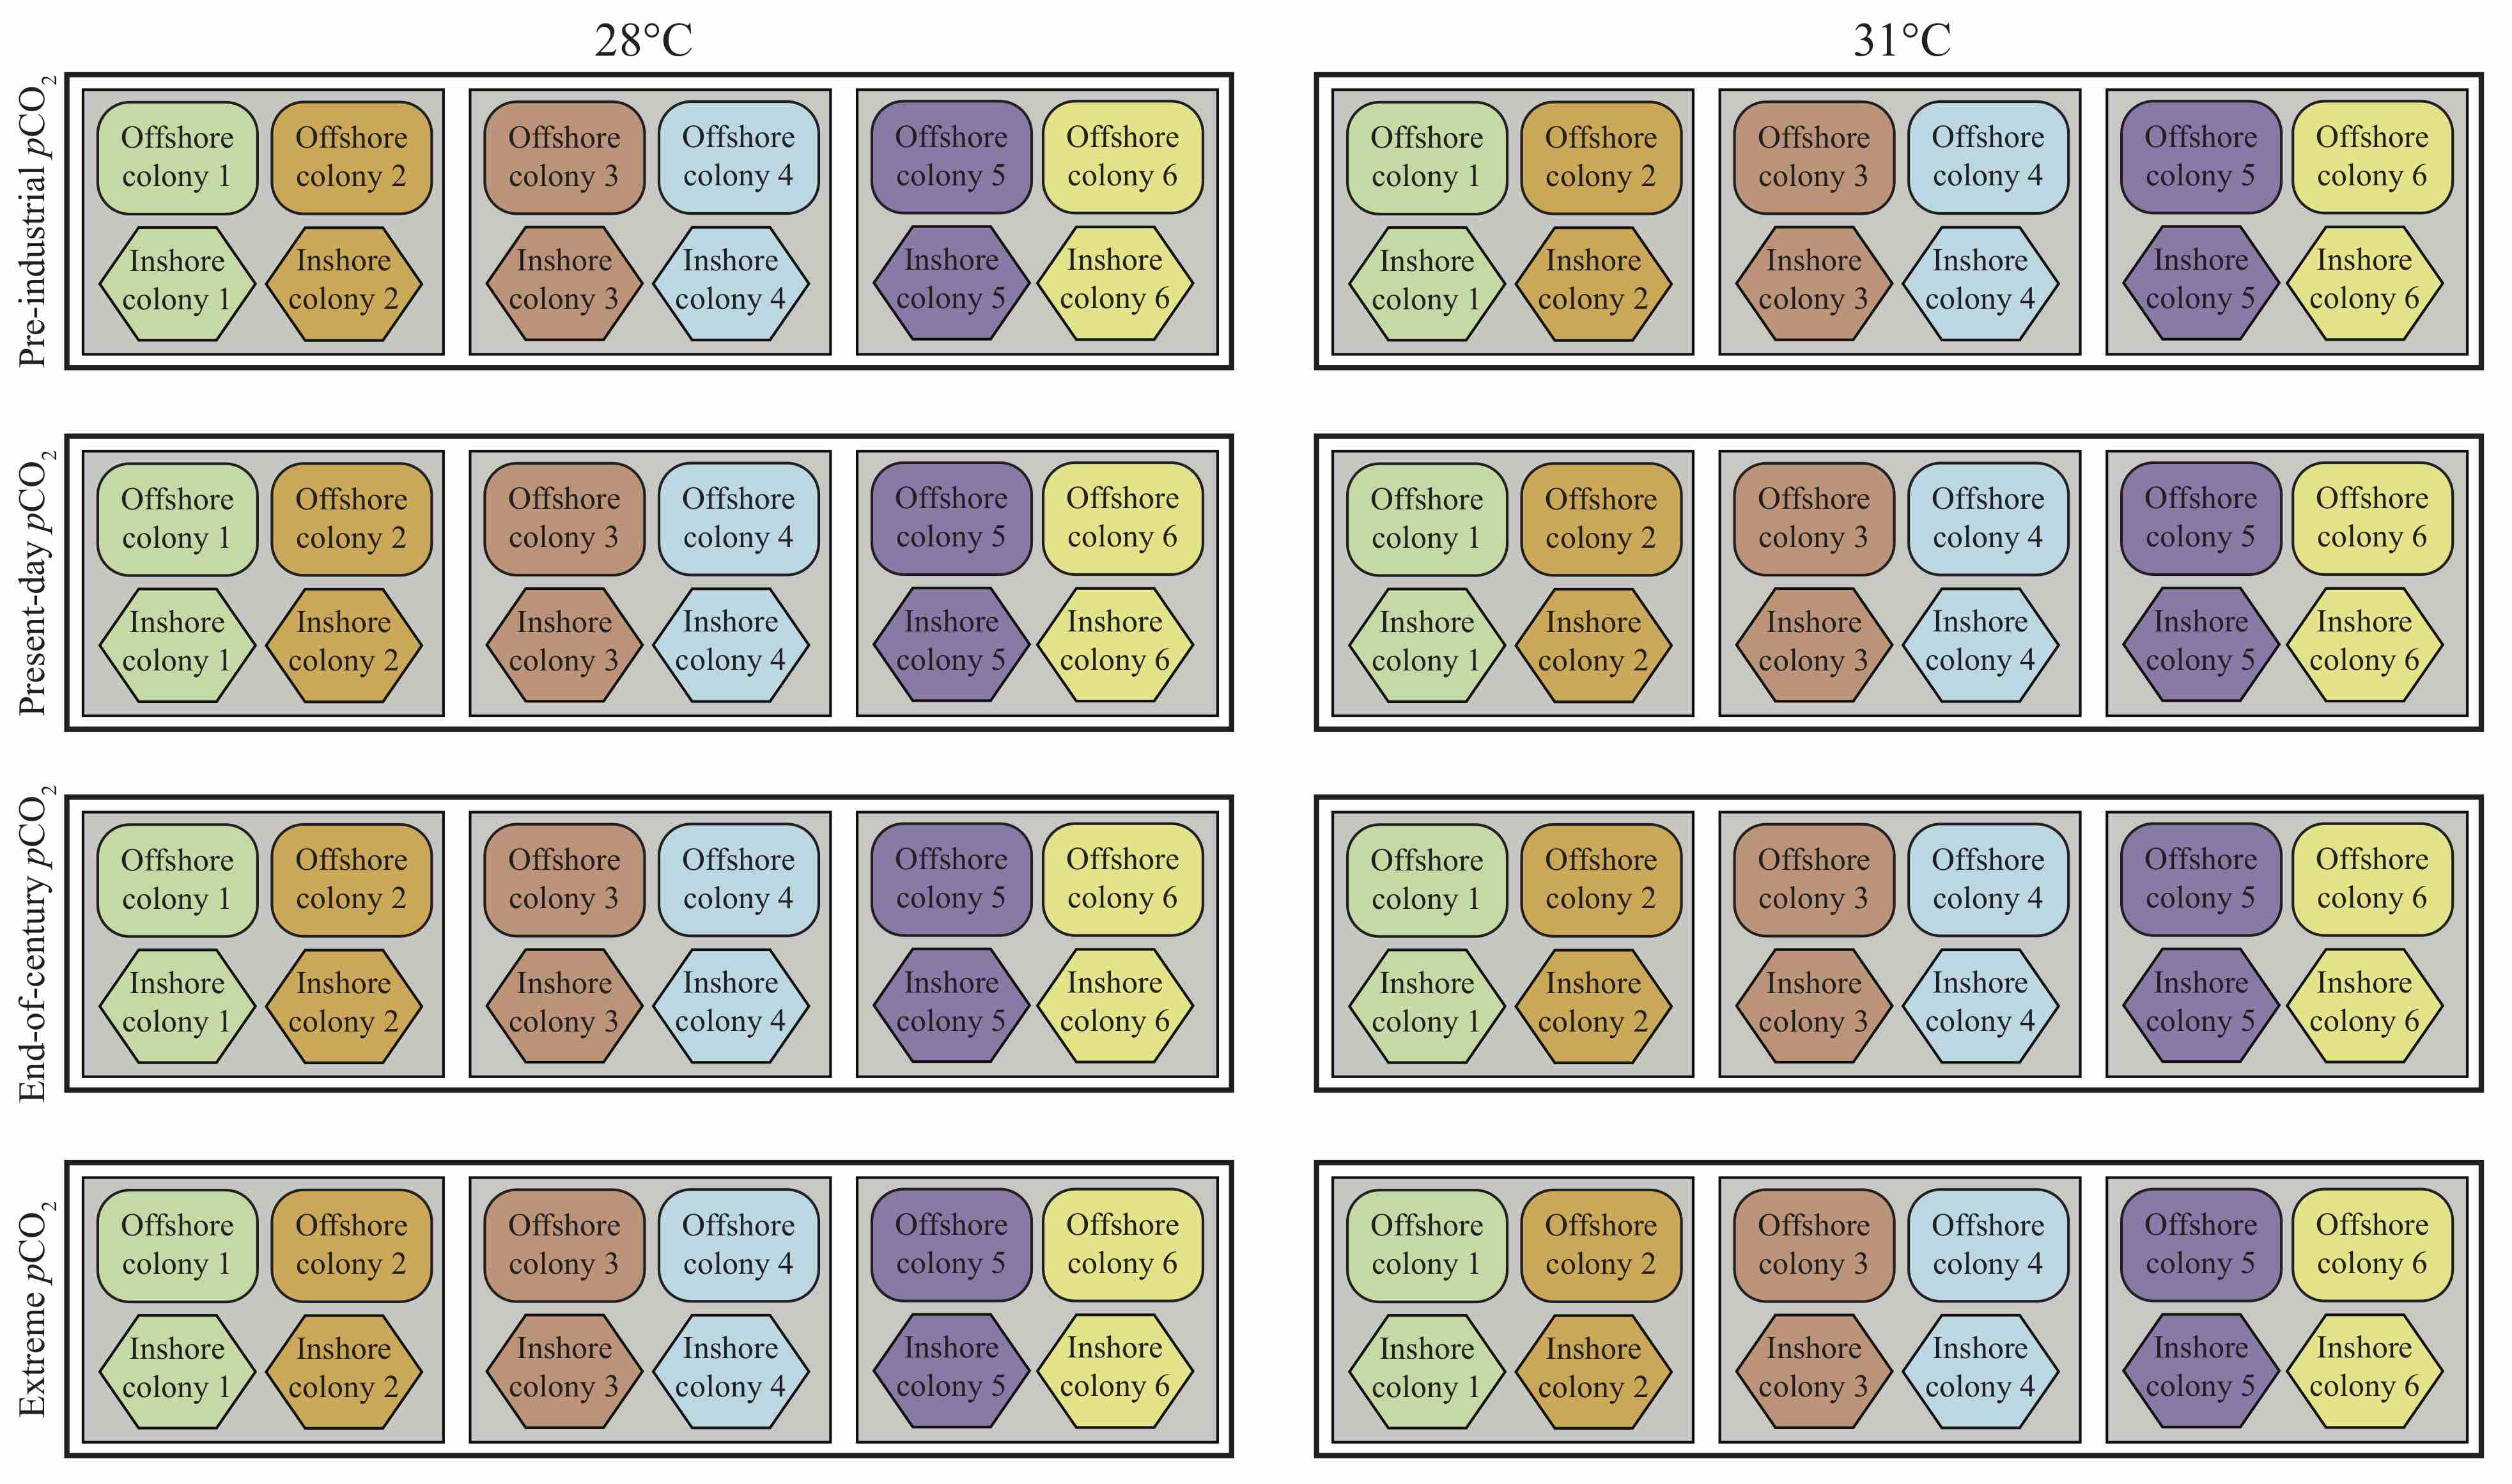 28°C
31°C
Pre-industrial pCO₂
Offshore colony 1
Offshore colony 2
Offshore colony 3
Offshore colony 4
Offshore colony 5
Offshore colony 6
Offshore colony 1
Offshore colony 2
Offshore colony 3
Offshore colony 4
Offshore colony 5
Offshore colony 6
Inshore colony 1
Inshore colony 2
Inshore colony 3
Inshore colony 4
Inshore colony 5
Inshore colony 6
Inshore colony 1
Inshore colony 2
Inshore colony 3
Inshore colony 4
Inshore colony 5
Inshore colony 6
Present-day pCO₂
Offshore colony 1
Offshore colony 2
Offshore colony 3
Offshore colony 4
Offshore colony 5
Offshore colony 6
Offshore colony 1
Offshore colony 2
Offshore colony 3
Offshore colony 4
Offshore colony 5
Offshore colony 6
Inshore colony 1
Inshore colony 2
Inshore colony 3
Inshore colony 4
Inshore colony 5
Inshore colony 6
Inshore colony 1
Inshore colony 2
Inshore colony 3
Inshore colony 4
Inshore colony 5
Inshore colony 6
End-of-century pCO₂
Offshore colony 1
Offshore colony 2
Offshore colony 3
Offshore colony 4
Offshore colony 5
Offshore colony 6
Offshore colony 1
Offshore colony 2
Offshore colony 3
Offshore colony 4
Offshore colony 5
Offshore colony 6
Inshore colony 1
Inshore colony 2
Inshore colony 3
Inshore colony 4
Inshore colony 5
Inshore colony 6
Inshore colony 1
Inshore colony 2
Inshore colony 3
Inshore colony 4
Inshore colony 5
Inshore colony 6
Extreme pCO₂
Offshore colony 1
Offshore colony 2
Offshore colony 3
Offshore colony 4
Offshore colony 5
Offshore colony 6
Offshore colony 1
Offshore colony 2
Offshore colony 3
Offshore colony 4
Offshore colony 5
Offshore colony 6
Inshore colony 1
Inshore colony 2
Inshore colony 3
Inshore colony 4
Inshore colony 5
Inshore colony 6
Inshore colony 1
Inshore colony 2
Inshore colony 3
Inshore colony 4
Inshore colony 5
Inshore colony 6